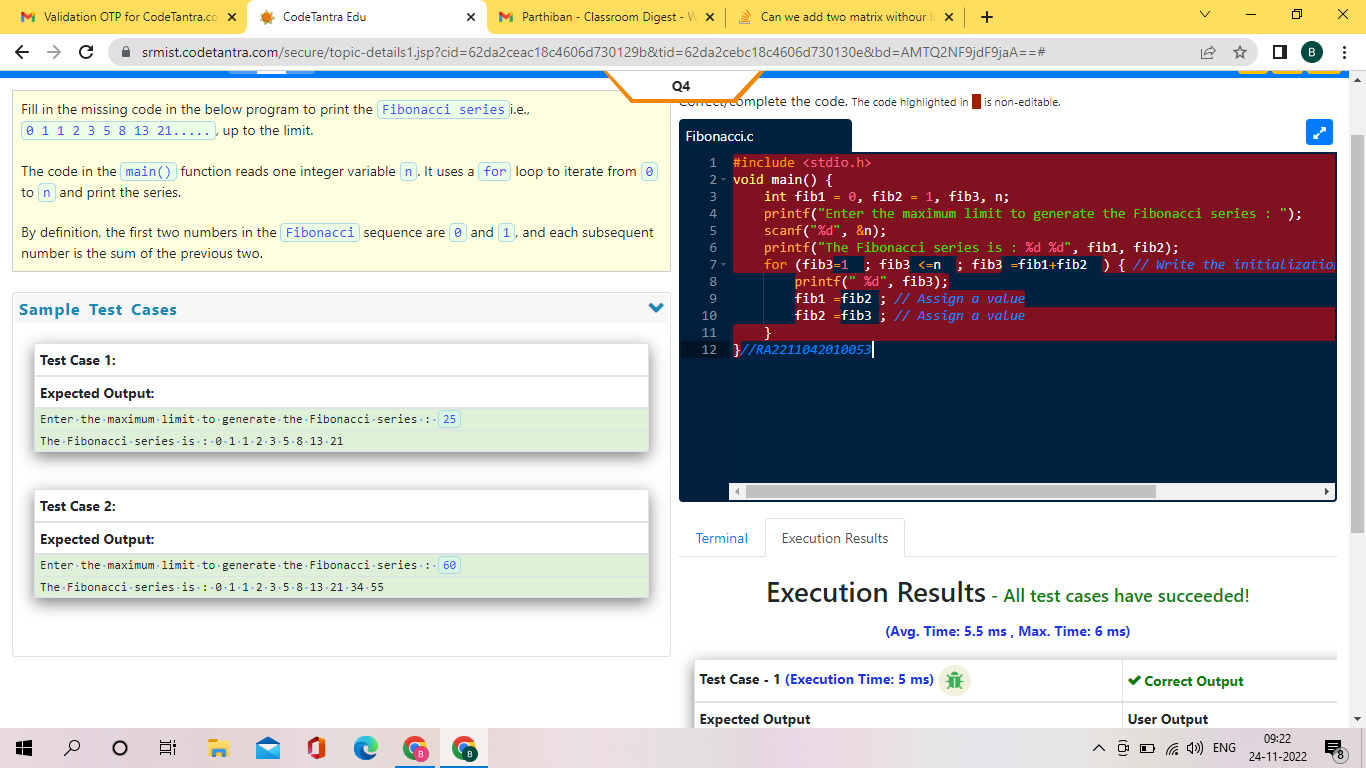 Validation OTP for CodeTantra.co
CodeTantra Edu
Parthiban - Classroom Digest - W
Can we add two matrix withour l
srmist.codetantra.com/secure/topic-details1.jsp?cid=62da2ceac18c4606d730129b&tid=62da2cebc18c4606d730130e&bd=AMTQ2NF9jdF9jaA==#
B
Q4
Fill in the missing code in the below program to print the Fibonacci series i.e.,
0 1 1 2 3 5 8 13 21..... , up to the limit.
The code in the main() function reads one integer variable n . It uses a for loop to iterate from 0
to n and print the series.
By definition, the first two numbers in the Fibonacci sequence are 0 and 1 , and each subsequent
number is the sum of the previous two.
Sample Test Cases
Test Case 1:
Expected Output:
Enter·the·maximum·limit·to·generate·the·Fibonacci·series·:· 25
The·Fibonacci·series·is·:·0·1·1·2·3·5·8·13·21
Test Case 2:
Expected Output:
Enter·the·maximum·limit·to·generate·the·Fibonacci·series·:· 60
The·Fibonacci·series·is·:·0·1·1·2·3·5·8·13·21·34·55
Correct/complete the code. The code highlighted in is non-editable.
Fibonacci.c
1 #include <stdio.h>
2 void main() {
3 int fib1 = 0, fib2 = 1, fib3, n;
4 printf("Enter the maximum limit to generate the Fibonacci series : ");
5 scanf("%d", &n);
6 printf("The Fibonacci series is : %d %d", fib1, fib2);
7 for (fib3=1 ; fib3 <=n ; fib3 =fib1+fib2 ) { // Write the initializatio
8 printf(" %d", fib3);
9 fib1 =fib2 ; // Assign a value
10 fib2 =fib3 ; // Assign a value
11 }
12 }//RA2211042010053
Terminal
Execution Results
Execution Results - All test cases have succeeded!
(Avg. Time: 5.5 ms , Max. Time: 6 ms)
Test Case - 1 (Execution Time: 5 ms)
Correct Output
Expected Output
User Output
B
B
ENG
09:22
24-11-2022
8